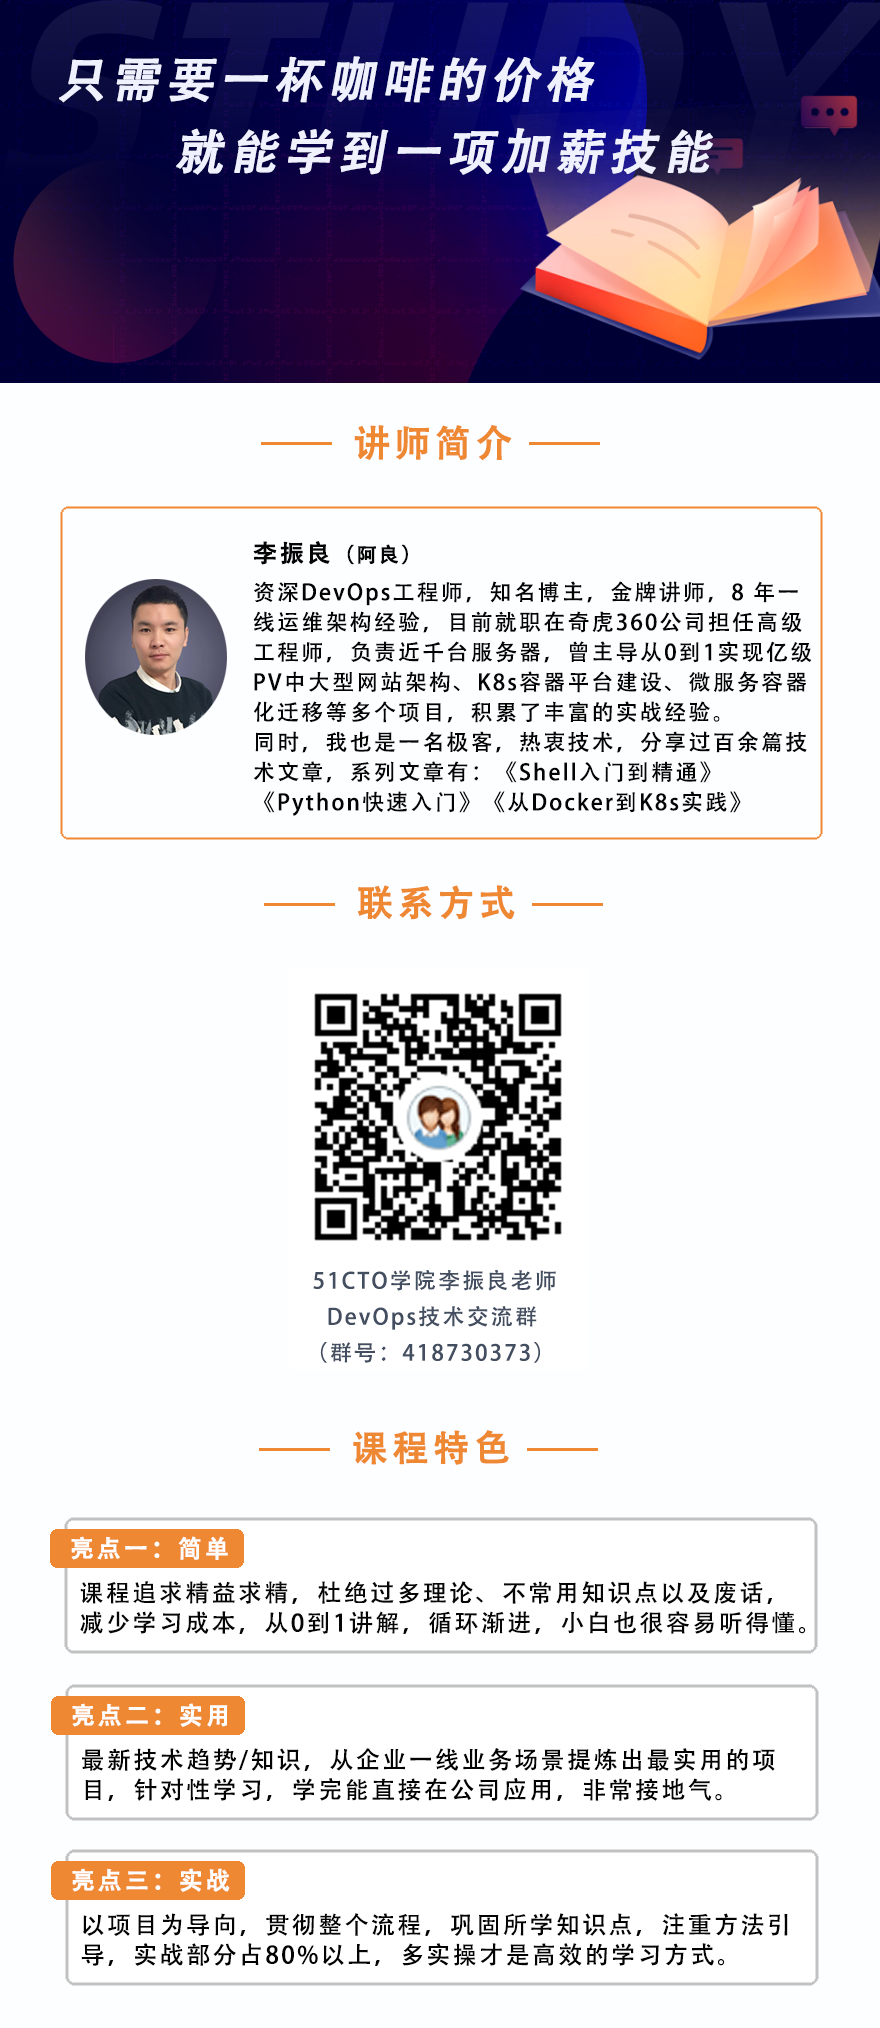 STUDY
只需要一杯咖啡的价格
就能学到一项加薪技能
讲师简介
李振良（阿良）
资深DevOps工程师，知名博主，金牌讲师，8 年一
线运维架构经验，目前就职在奇虎360公司担任高级
工程师，负责近千台服务器，曾主导从0到1实现亿级
PV中大型网站架构、K8s容器平台建设、微服务容器
化迁移等多个项目，积累了丰富的实战经验。
同时，我也是一名极客，热衷技术，分享过百余篇技
术文章，系列文章有：《Shell入门到精通》
《Python快速入门》《从Docker到K8s实践》
联系方式
51CTO学院李振良老师
DevOps技术交流群
（群号：418730373）
课程特色
亮点一：简单
课程追求精益求精，杜绝过多理论、不常用知识点以及废话，
减少学习成本，从0到1讲解，循环渐进，小白也很容易听得懂。
亮点二：实用
最新技术趋势/知识，从企业一线业务场景提炼出最实用的项
目，针对性学习，学完能直接在公司应用，非常接地气。
亮点三：实战
以项目为导向，贯彻整个流程，巩固所学知识点，注重方法引
导，实战部分占80%以上，多实操才是高效的学习方式。